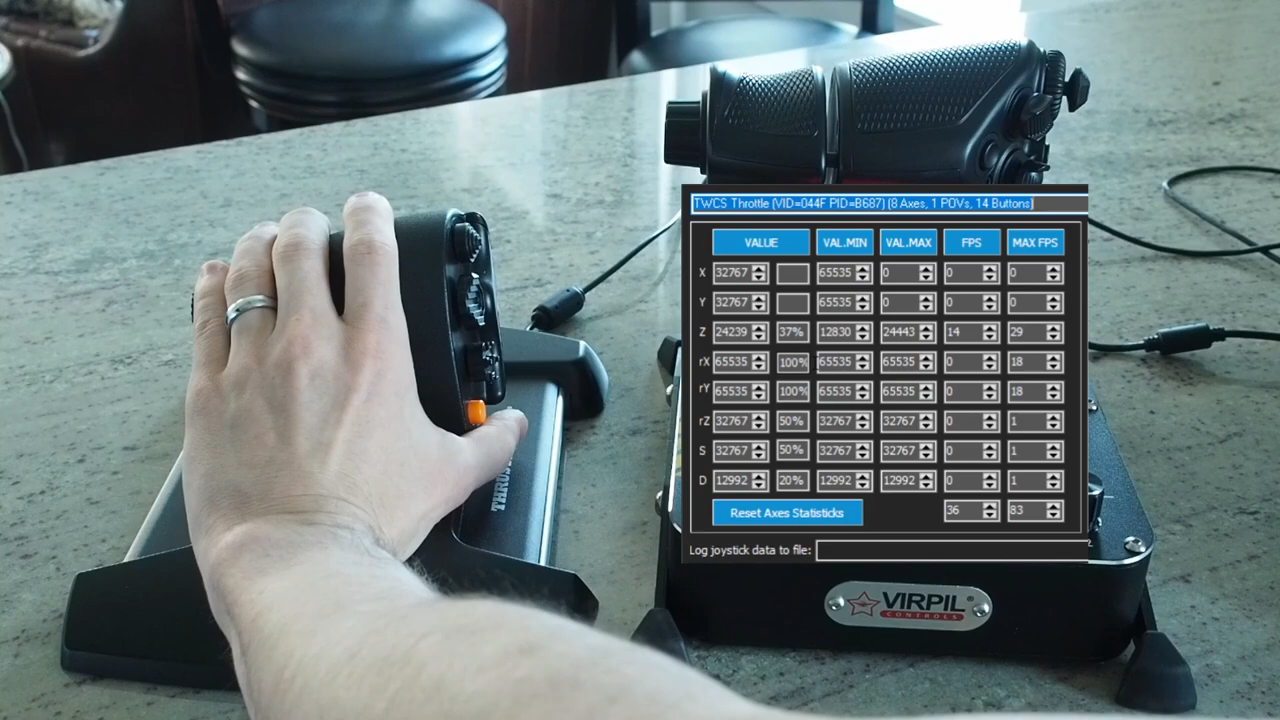 TWCS Throttle (VID=044F PID=B687) (8 Axes, 1 POVs, 14 Buttons)
VALUE VAL.MIN VAL.MAX FPS MAX FPS
X 32767 65535 0 0 0
Y 32767 65535 0 0 0
Z 24239 37% 12830 24443 14 29
rX 65535 100% 65535 65535 0 18
rY 65535 100% 65535 65535 0 18
rZ 32767 50% 32767 32767 0 1
S 32767 50% 32767 32767 0 1
D 12992 20% 12992 12992 0 1
Reset Axes Statisticks 36 83
Log joystick data to file:
VIRPIL®
CONTROLS